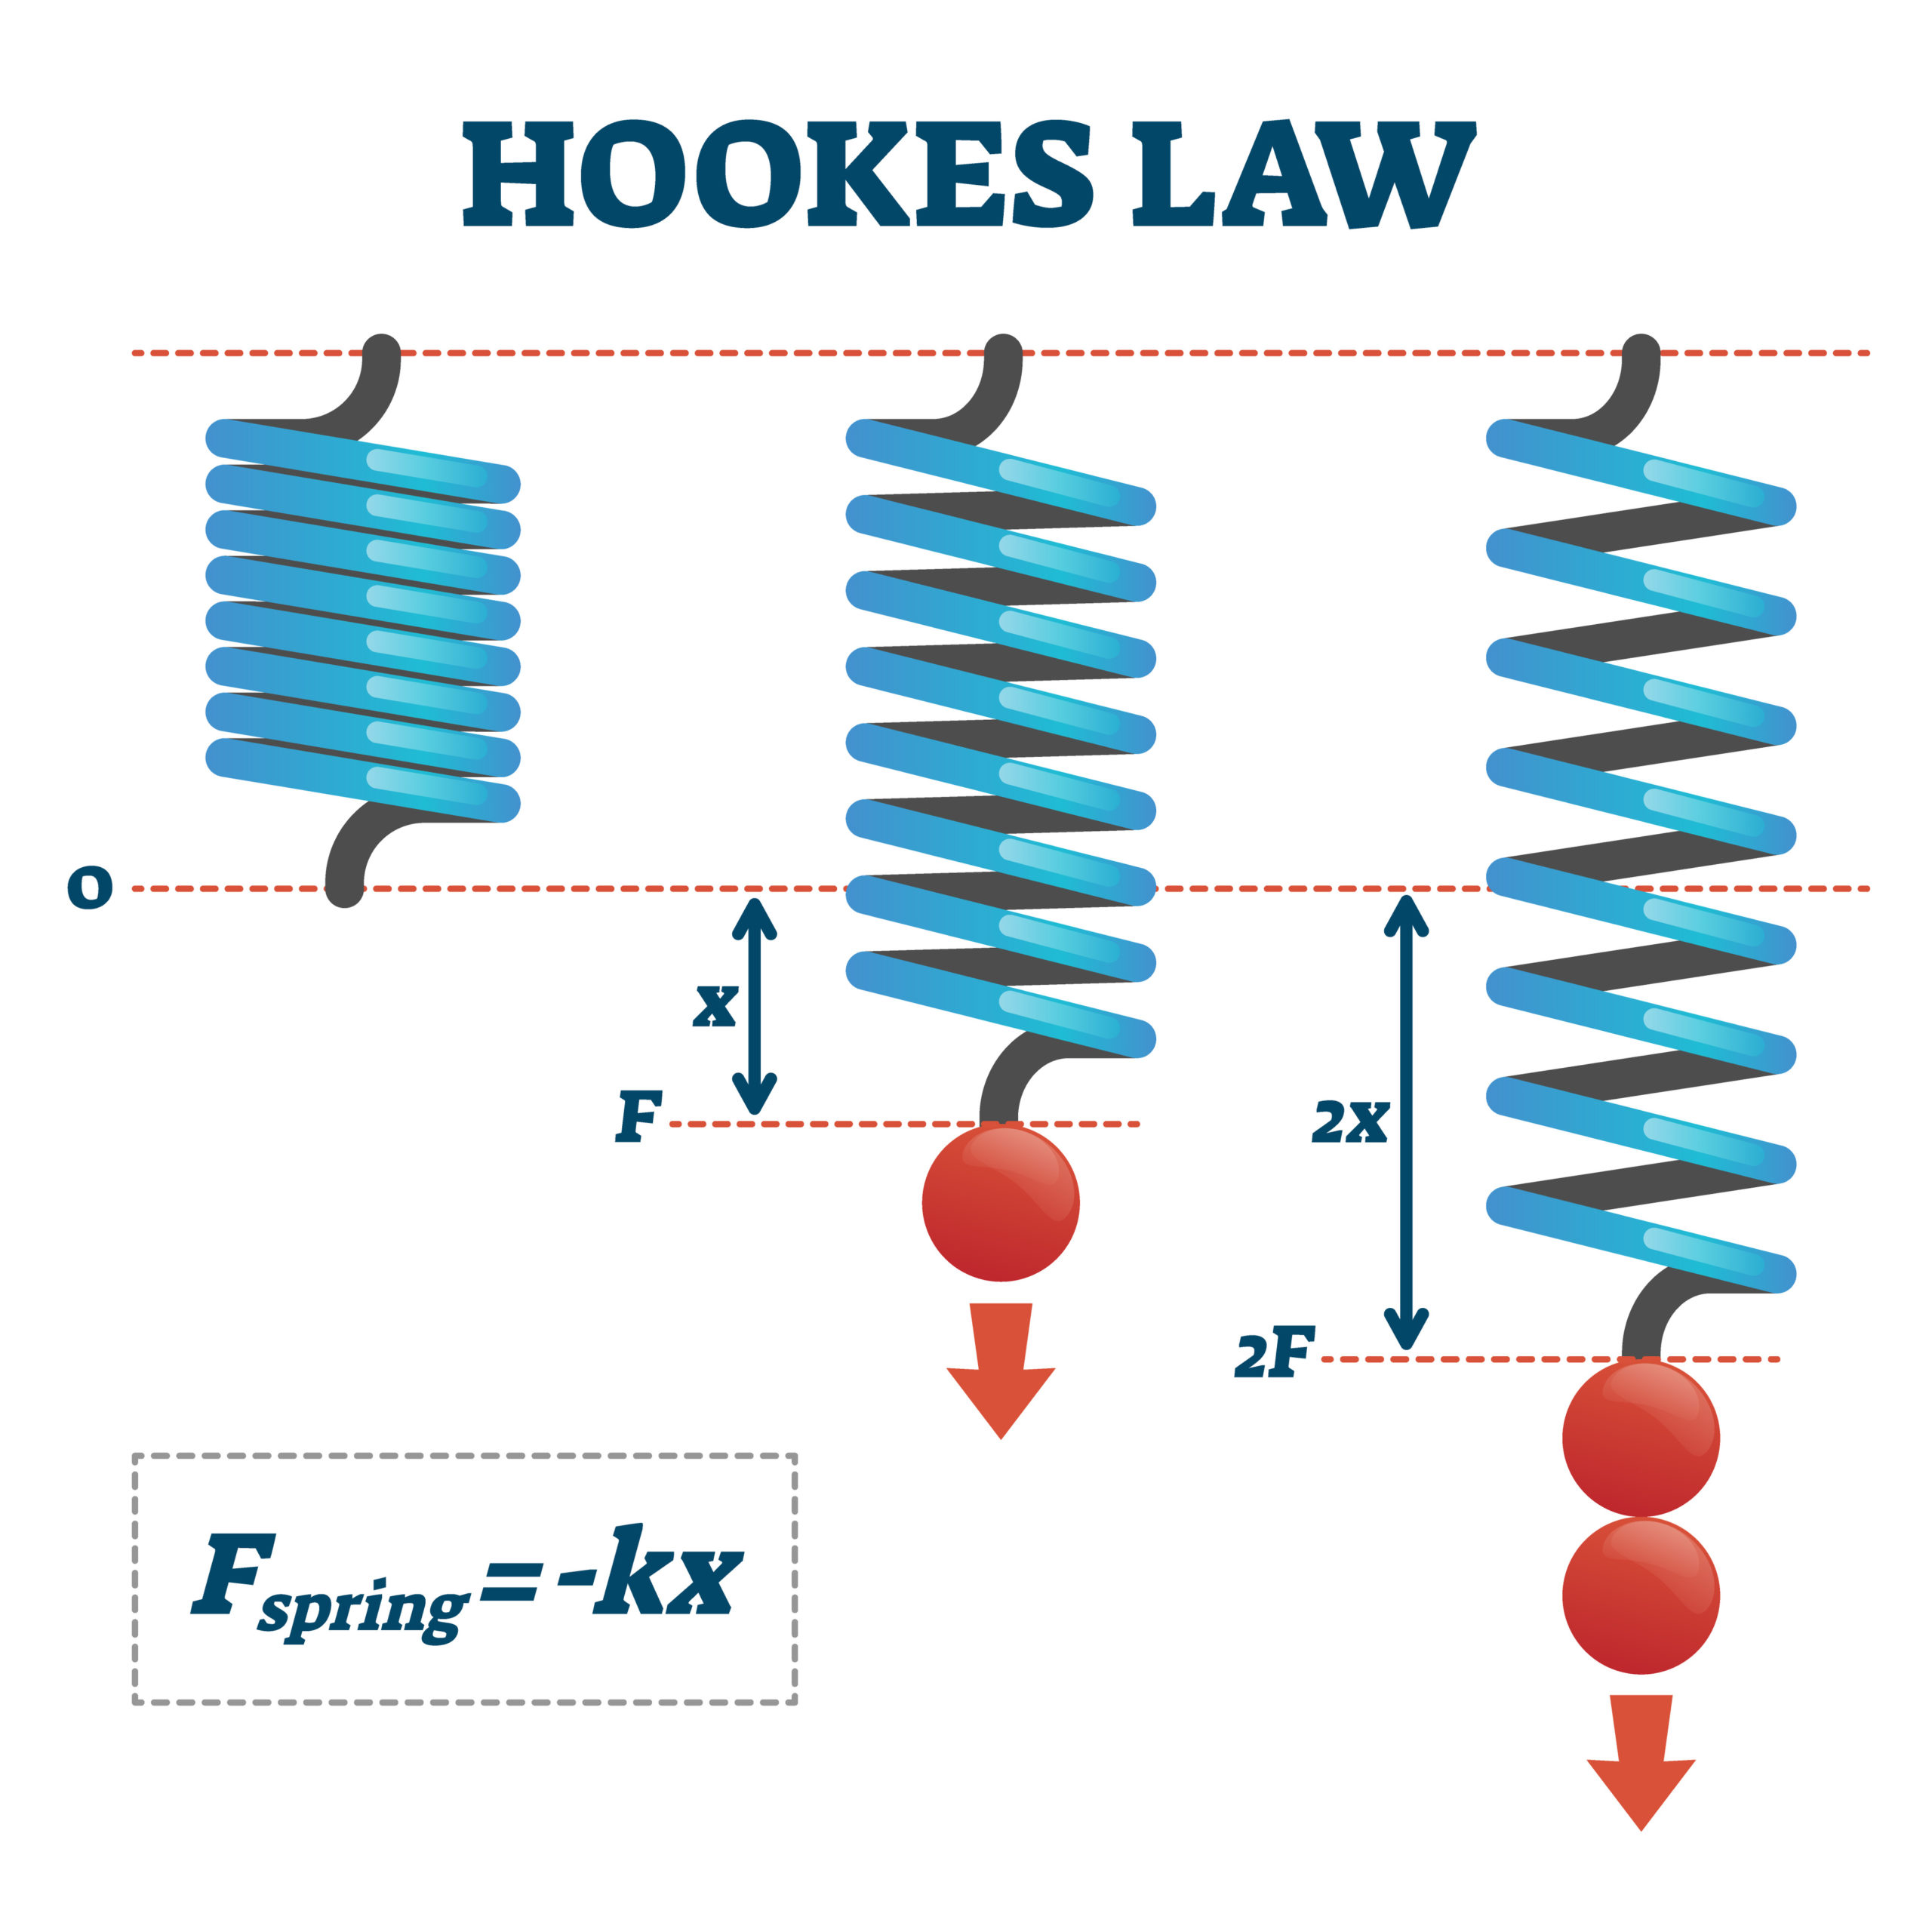 HOOKES LAW
0
x
F
2x
2F
Fspring=-kx